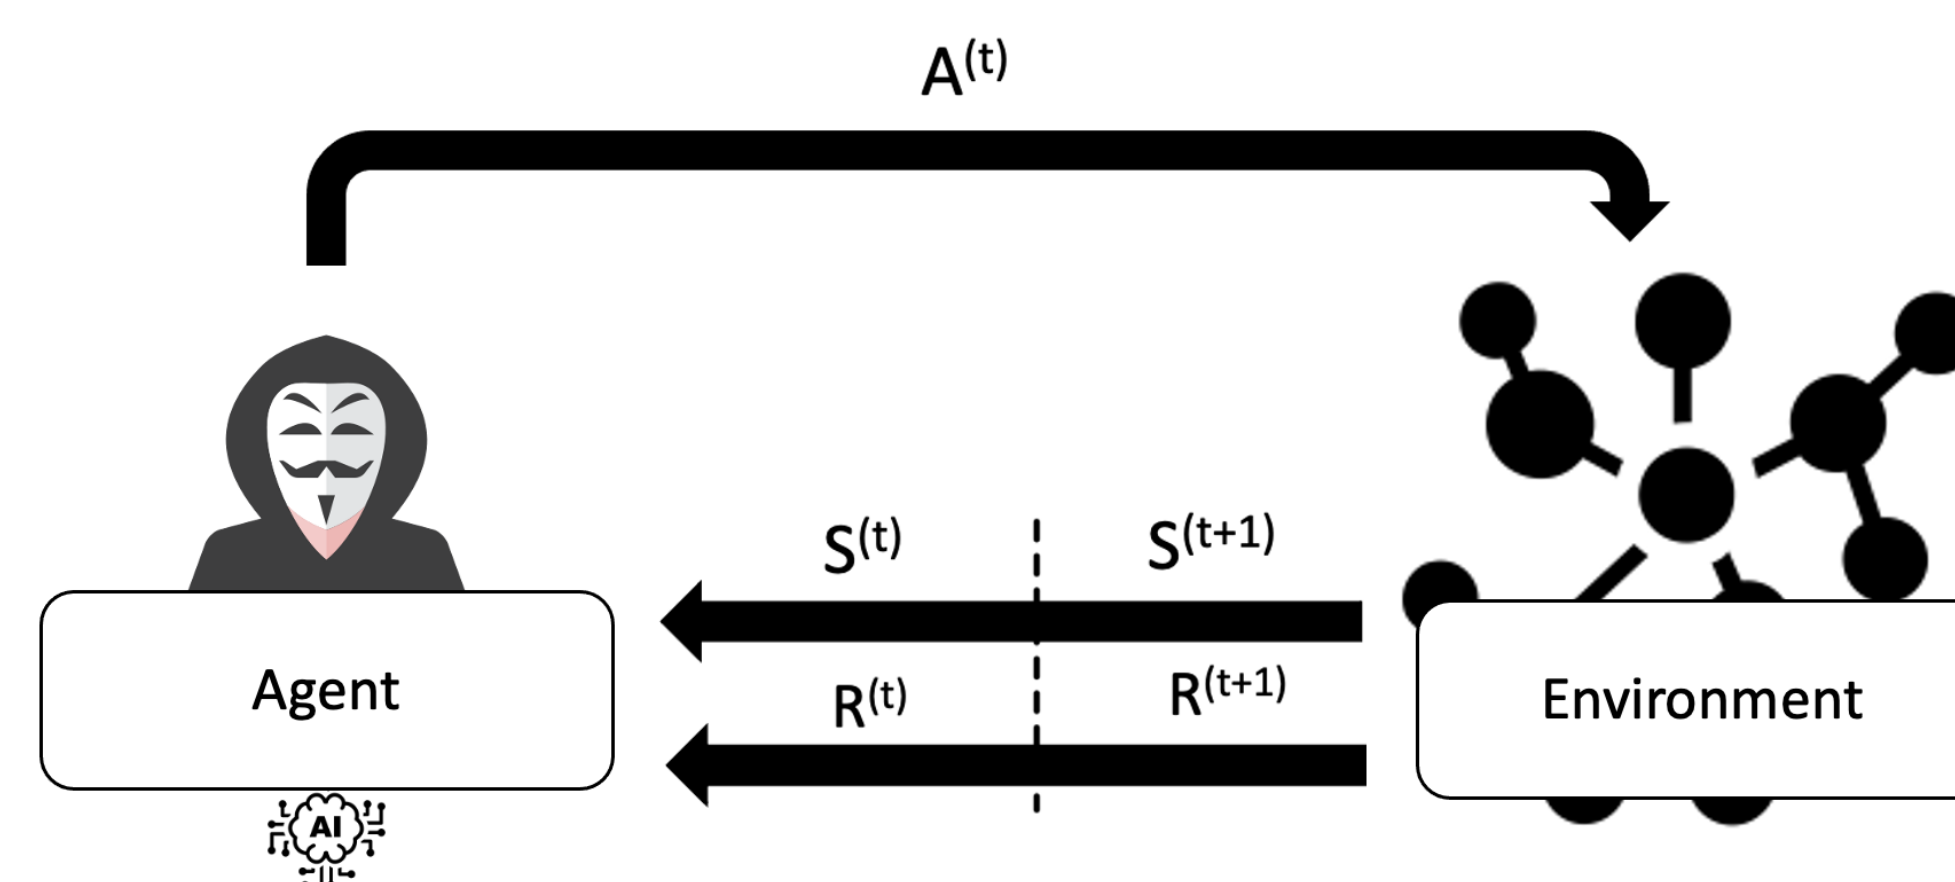 A(t)
S(t) S(t+1)
R(t) R(t+1)
Agent
Environment
AI